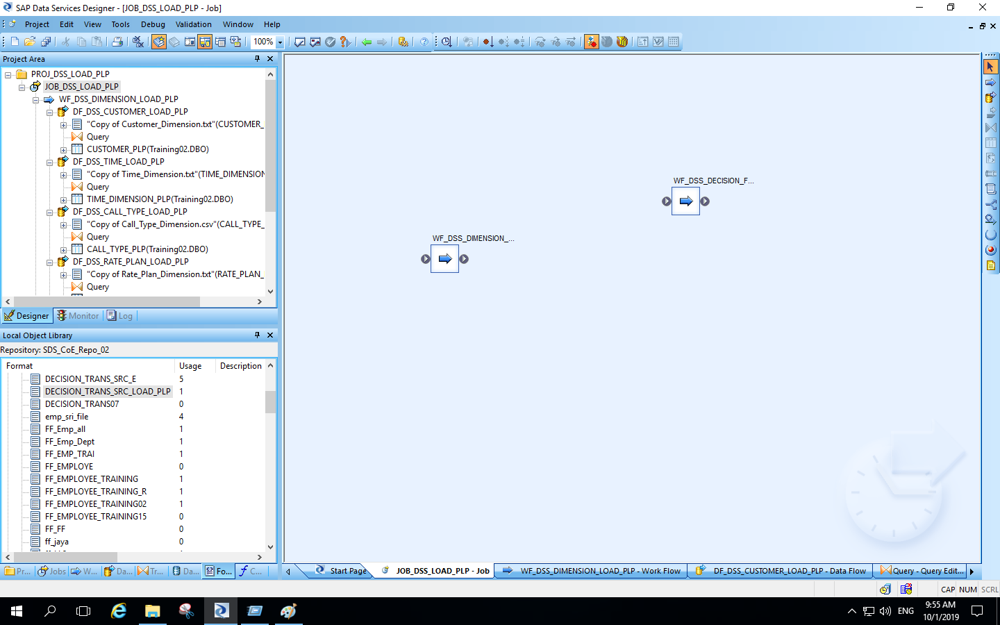 SAP Data Services Designer - [JOB_DSS_LOAD_PLP - Job]
Project Edit View Tools Debug Validation Window Help
100%
Project Area
PROJ_DSS_LOAD_PLP
JOB_DSS_LOAD_PLP
WF_DSS_DIMENSION_LOAD_PLP
DF_DSS_CUSTOMER_LOAD_PLP
"Copy of Customer_Dimension.txt"(CUSTOMER_
Query
CUSTOMER_PLP(Training02.DBO)
DF_DSS_TIME_LOAD_PLP
"Copy of Time_Dimension.txt"(TIME_DIMENSION
Query
TIME_DIMENSION_PLP(Training02.DBO)
DF_DSS_CALL_TYPE_LOAD_PLP
"Copy of Call_Type_Dimension.csv"(CALL_TYPE_
Query
CALL_TYPE_PLP(Training02.DBO)
DF_DSS_RATE_PLAN_LOAD_PLP
"Copy of Rate_Plan_Dimension.txt"(RATE_PLAN_
Query
Designer Monitor Log
WF_DSS_DECISION_F...
WF_DSS_DIMENSION_...
Local Object Library
Repository: SDS_CoE_Repo_02
Format Usage Description
DECISION_TRANS_SRC_E 5
DECISION_TRANS_SRC_LOAD_PLP 1
DECISION_TRANS07 0
emp_sri_file 4
FF_Emp_all 1
FF_Emp_Dept 1
FF_EMP_TRAI 1
FF_EMPLOYE 0
FF_EMPLOYEE_TRAINING 1
FF_EMPLOYEE_TRAINING_R 1
FF_EMPLOYEE_TRAINING02 1
FF_EMPLOYEE_TRAINING15 0
FF_FF 0
ff_jaya 0
Pr... Jobs W... Da... Tr... Da... Fo... C...
Start Page JOB_DSS_LOAD_PLP - Job WF_DSS_DIMENSION_LOAD_PLP - Work Flow DF_DSS_CUSTOMER_LOAD_PLP - Data Flow Query - Query Edit...
CAP NUM SCRL
ENG
9:55 AM
10/1/2019